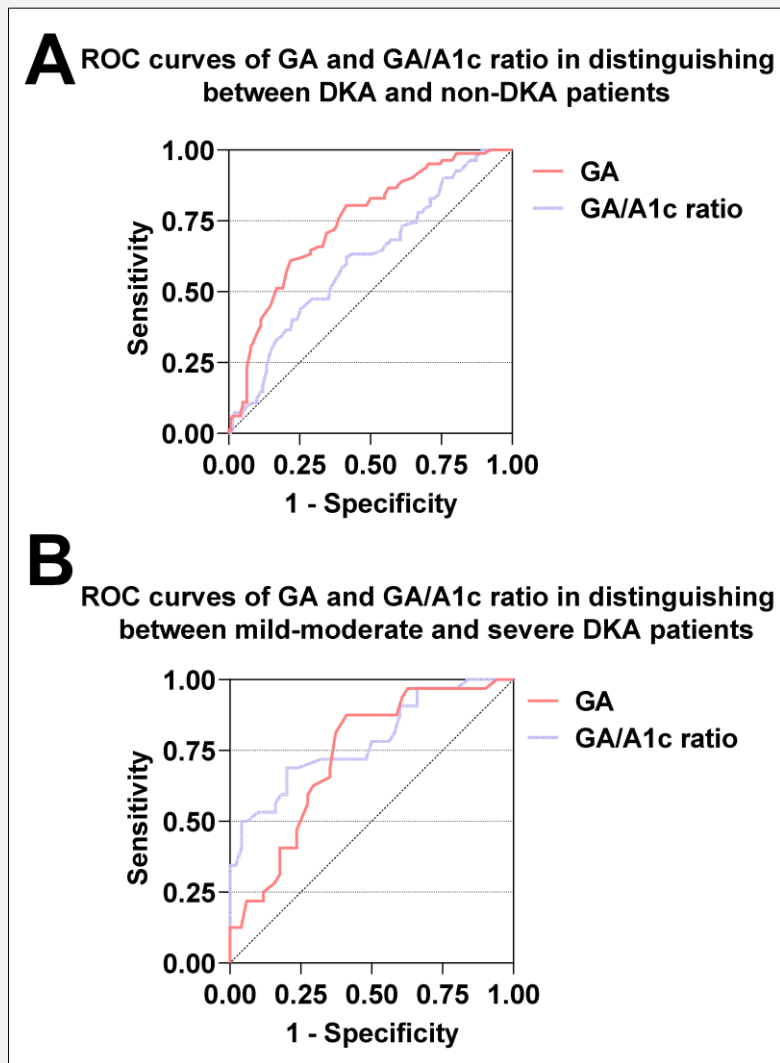 A
ROC curves of GA and GA/A1c ratio in distinguishing
between DKA and non-DKA patients
1.00
0.75
0.50
0.25
0.00
Sensitivity
0.00 0.25 0.50 0.75 1.00
1 - Specificity
GA
GA/A1c ratio
B
ROC curves of GA and GA/A1c ratio in distinguishing
between mild-moderate and severe DKA patients
1.00
0.75
0.50
0.25
0.00
Sensitivity
0.00 0.25 0.50 0.75 1.00
1 - Specificity
GA
GA/A1c ratio